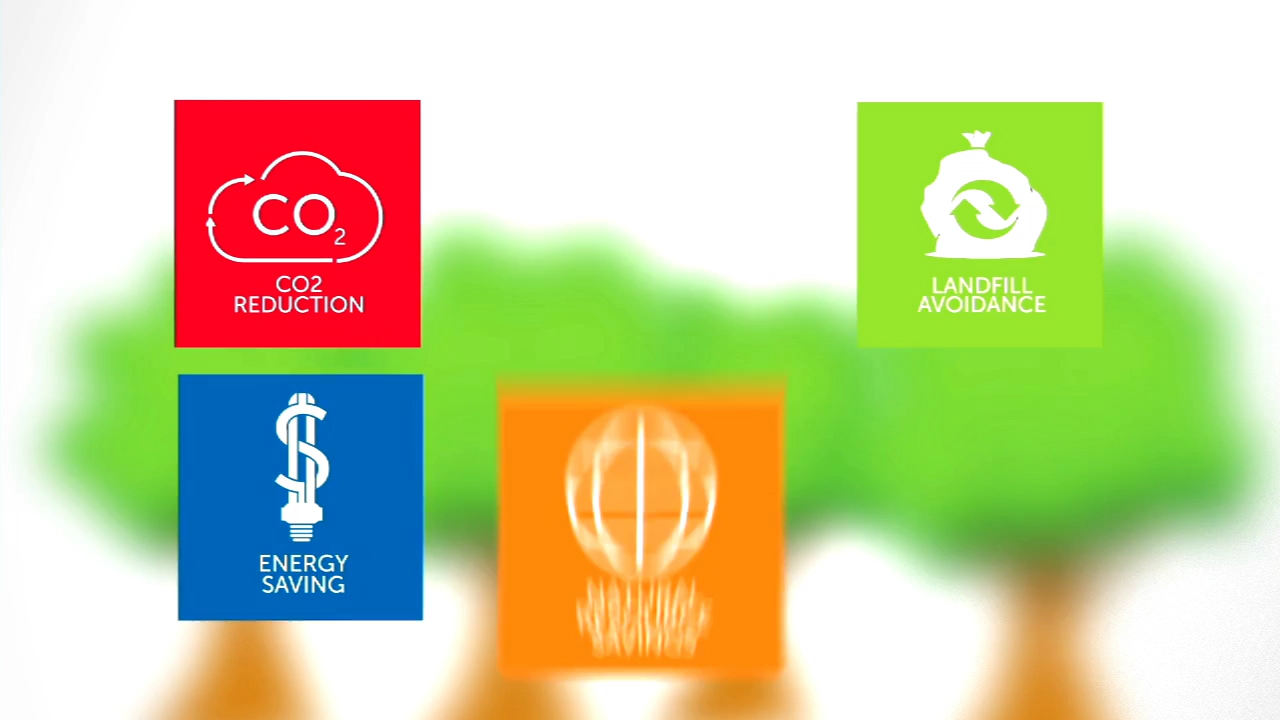 CO2
CO2
REDUCTION
LANDFILL
AVOIDANCE
ENERGY
SAVING